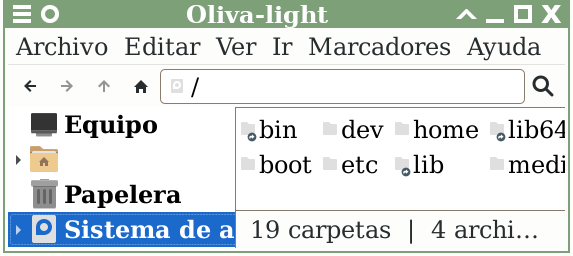 Oliva-light
Archivo Editar Ver Ir Marcadores Ayuda
/
Equipo
Papelera
Sistema de a
bin dev home lib64
boot etc lib medi
19 carpetas | 4 archi...